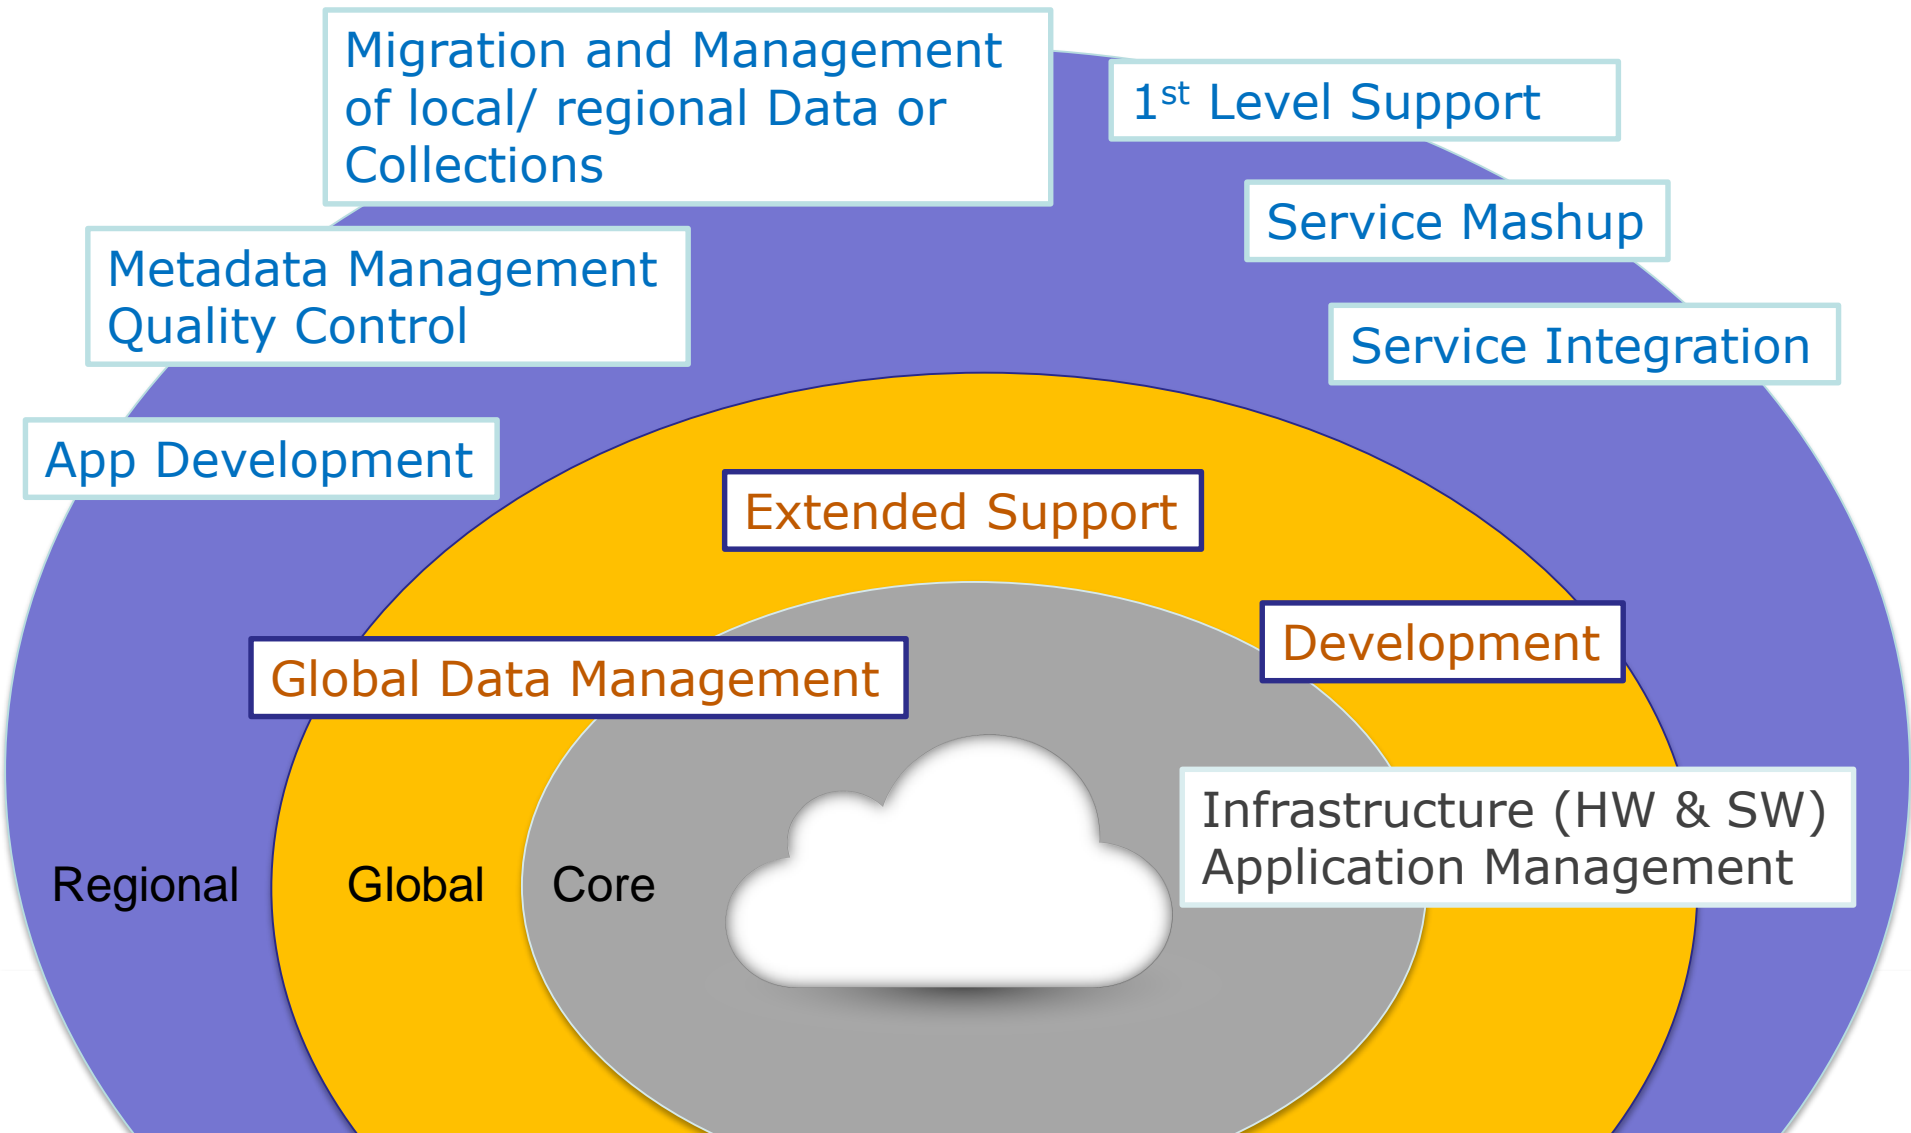 Migration and Management
of local/ regional Data or
Collections
1st Level Support
Service Mashup
Metadata Management
Quality Control
Service Integration
App Development
Extended Support
Development
Global Data Management
Infrastructure (HW & SW)
Application Management
Regional
Global
Core